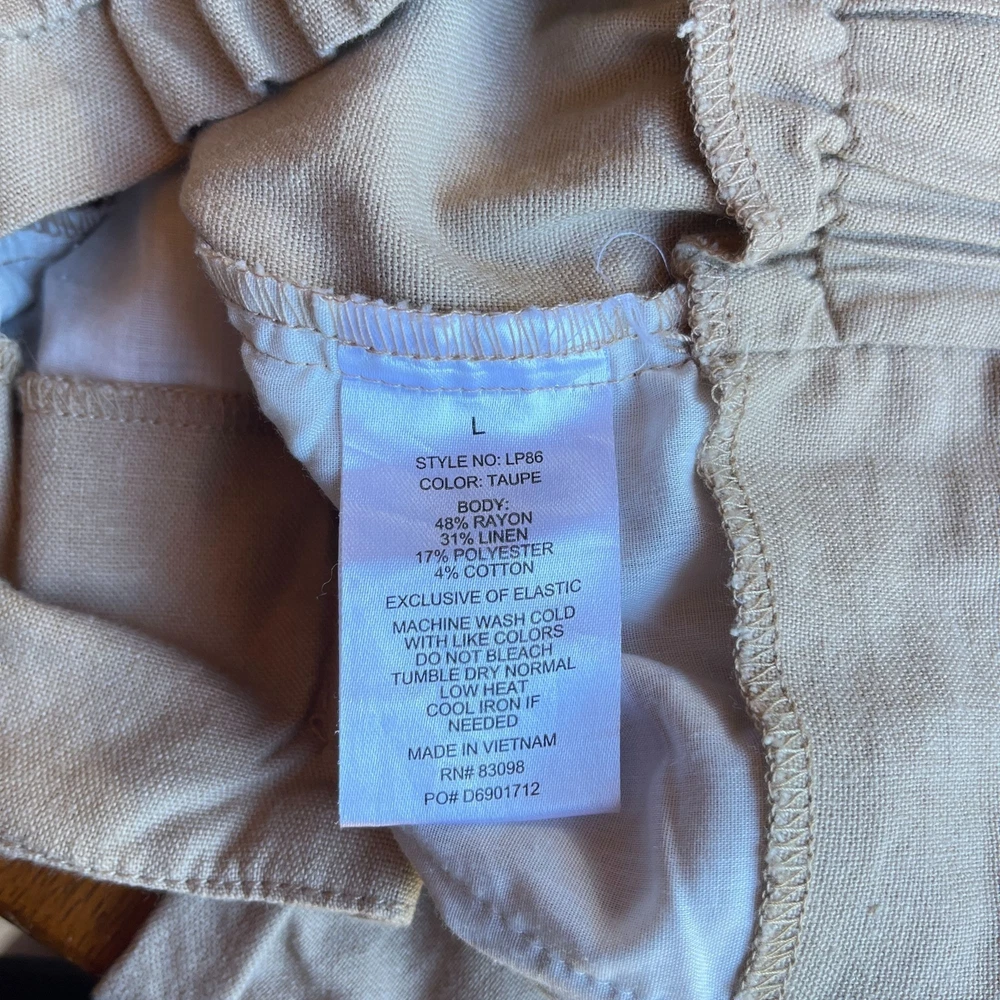 L
STYLE NO: LP86
COLOR: TAUPE
BODY:
48% RAYON
31% LINEN
17% POLYESTER
4% COTTON
EXCLUSIVE OF ELASTIC
MACHINE WASH COLD
WITH LIKE COLORS
DO NOT BLEACH
TUMBLE DRY NORMAL
LOW HEAT
COOL IRON IF
NEEDED
MADE IN VIETNAM
RN# 83098
PO# D6901712